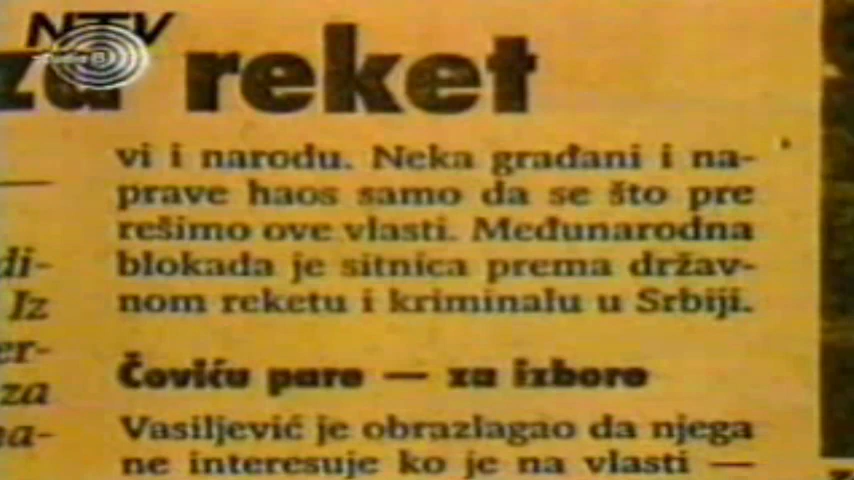 NTV
za reket
vi i narodu. Neka građani i na-
prave haos samo da se što pre
rešimo ove vlasti. Međunarodna
blokada je sitnica prema držav-
nom reketu i kriminalu u Srbiji.
di-
Iz
er-
za
na-
Čoviću pare — za izbore
Vasiljević je obrazlagao da njega
ne interesuje ko je na vlasti —